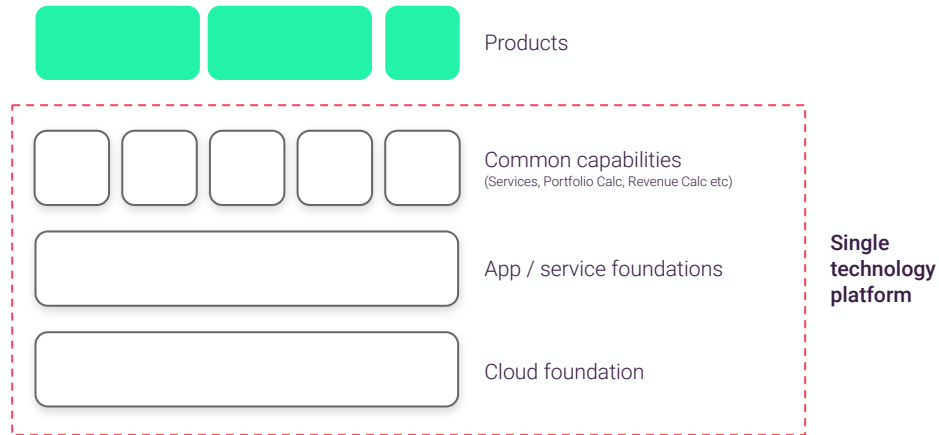 Products
Common capabilities
(Services, Portfolio Calc, Revenue Calc etc)
Single
technology
platform
App / service foundations
Cloud foundation